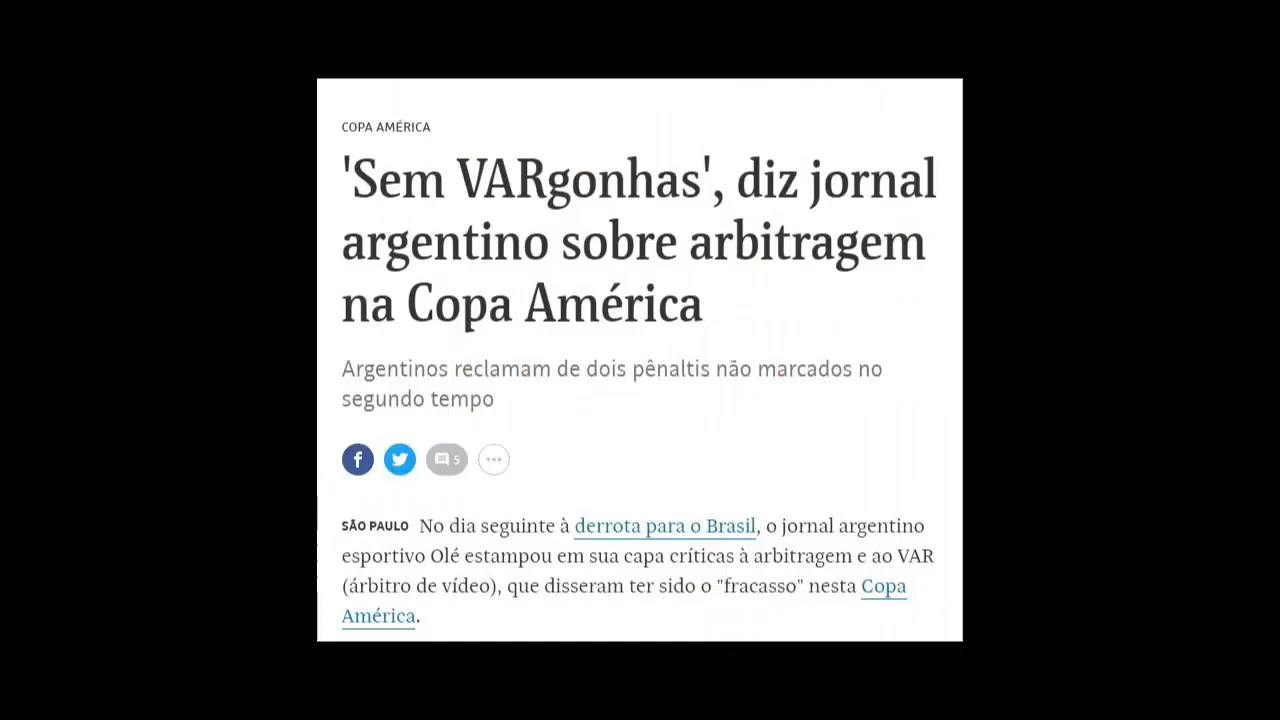 COPA AMÉRICA
'Sem VARgonhas', diz jornal
argentino sobre arbitragem
na Copa América
Argentinos reclamam de dois pênaltis não marcados no
segundo tempo
f 5
SÃO PAULO No dia seguinte à derrota para o Brasil, o jornal argentino
esportivo Olé estampou em sua capa críticas à arbitragem e ao VAR
(árbitro de vídeo), que disseram ter sido o "fracasso" nesta Copa
América.